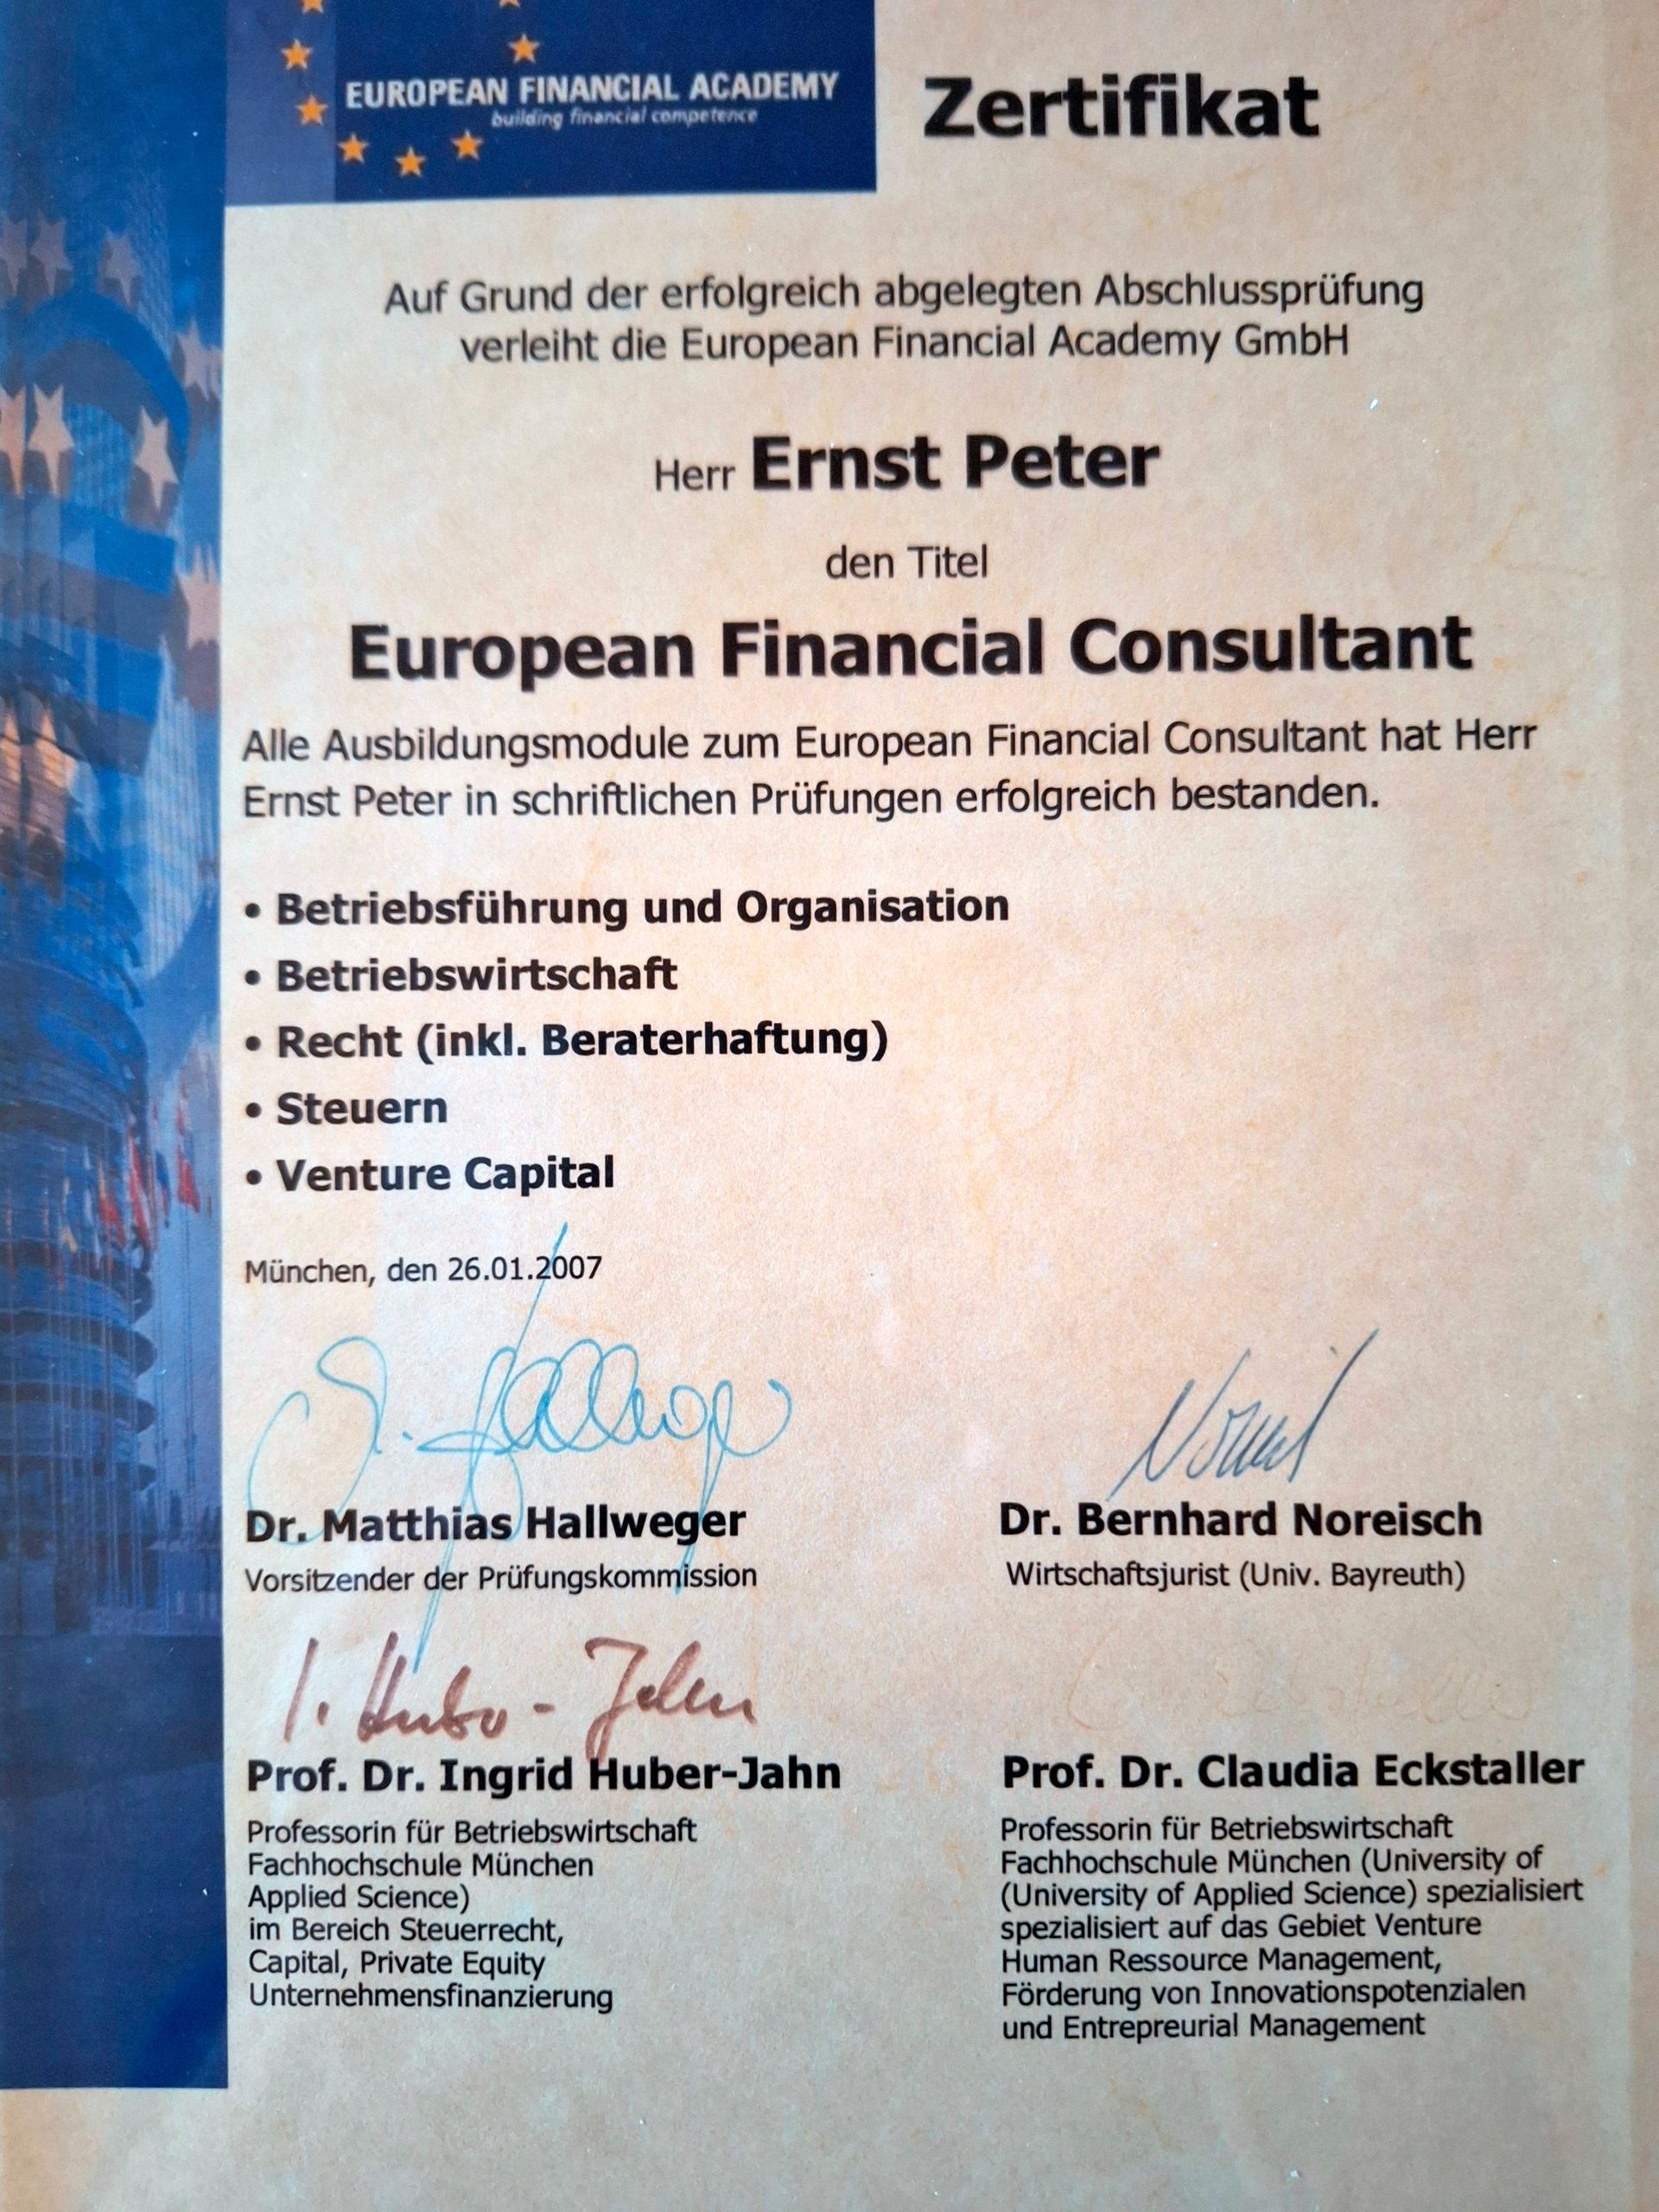 EUROPEAN FINANCIAL ACADEMY
building financial competence
Zertifikat
Auf Grund der erfolgreich abgelegten Abschlussprüfung
verleiht die European Financial Academy GmbH
Herr Ernst Peter
den Titel
European Financial Consultant
Alle Ausbildungsmodule zum European Financial Consultant hat Herr
Ernst Peter in schriftlichen Prüfungen erfolgreich bestanden.
• Betriebsführung und Organisation
• Betriebswirtschaft
• Recht (inkl. Beraterhaftung)
• Steuern
• Venture Capital
München, den 26.01.2007
Dr. Matthias Hallweger
Vorsitzender der Prüfungskommission
Dr. Bernhard Noreisch
Wirtschaftsjurist (Univ. Bayreuth)
I. Huber-Jahn
Prof. Dr. Ingrid Huber-Jahn
Professorin für Betriebswirtschaft
Fachhochschule München
Applied Science)
im Bereich Steuerrecht,
Capital, Private Equity
Unternehmensfinanzierung
Prof. Dr. Claudia Eckstaller
Professorin für Betriebswirtschaft
Fachhochschule München (University of
(University of Applied Science) spezialisiert
spezialisiert auf das Gebiet Venture
Human Ressource Management,
Förderung von Innovationspotenzialen
und Entrepreurial Management